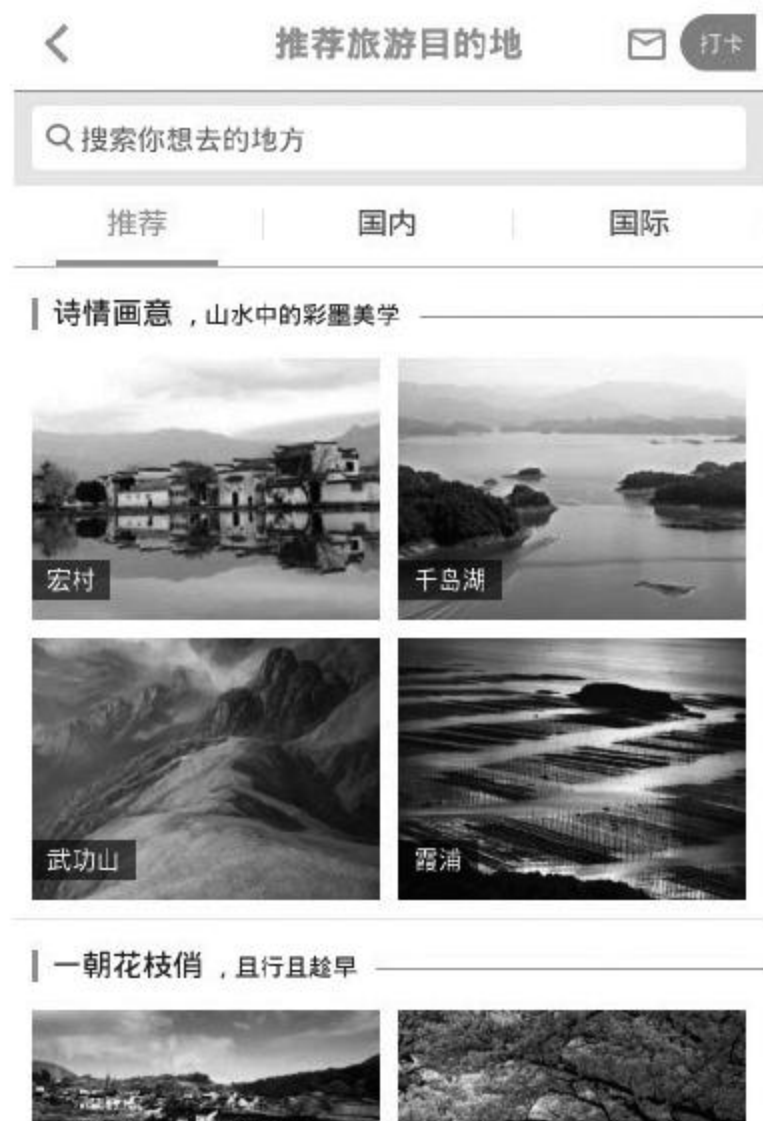 推荐旅游目的地 打卡
搜索你想去的地方
推荐 国内 国际
诗情画意，山水中的彩墨美学
宏村 千岛湖
武功山 霞浦
一朝花枝俏，且行且趁早